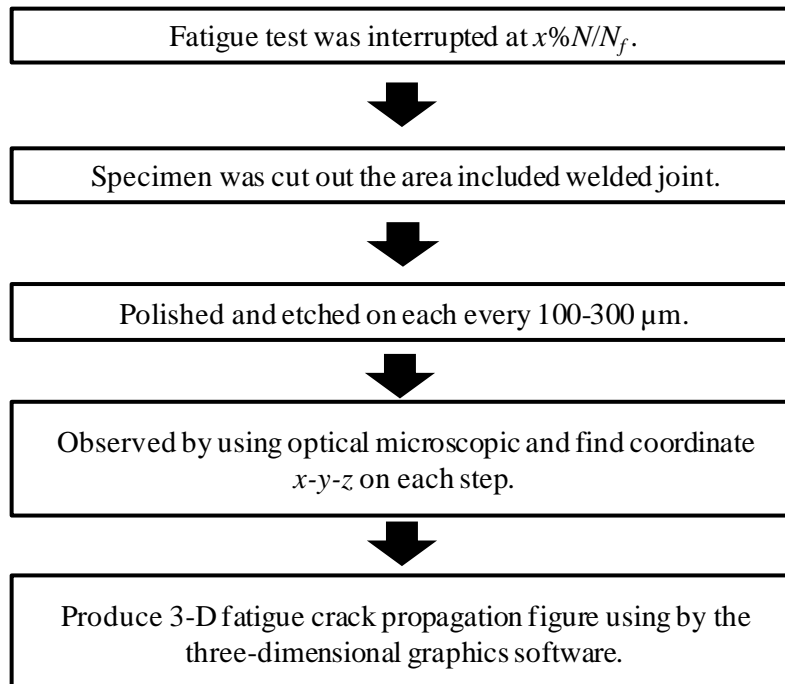 Fatigue test was interrupted at x%N/Nf.
Specimen was cut out the area included welded joint.
Polished and etched on each every 100-300 µm.
Observed by using optical microscopic and find coordinate
x-y-z on each step.
Produce 3-D fatigue crack propagation figure using by the
three-dimensional graphics software.